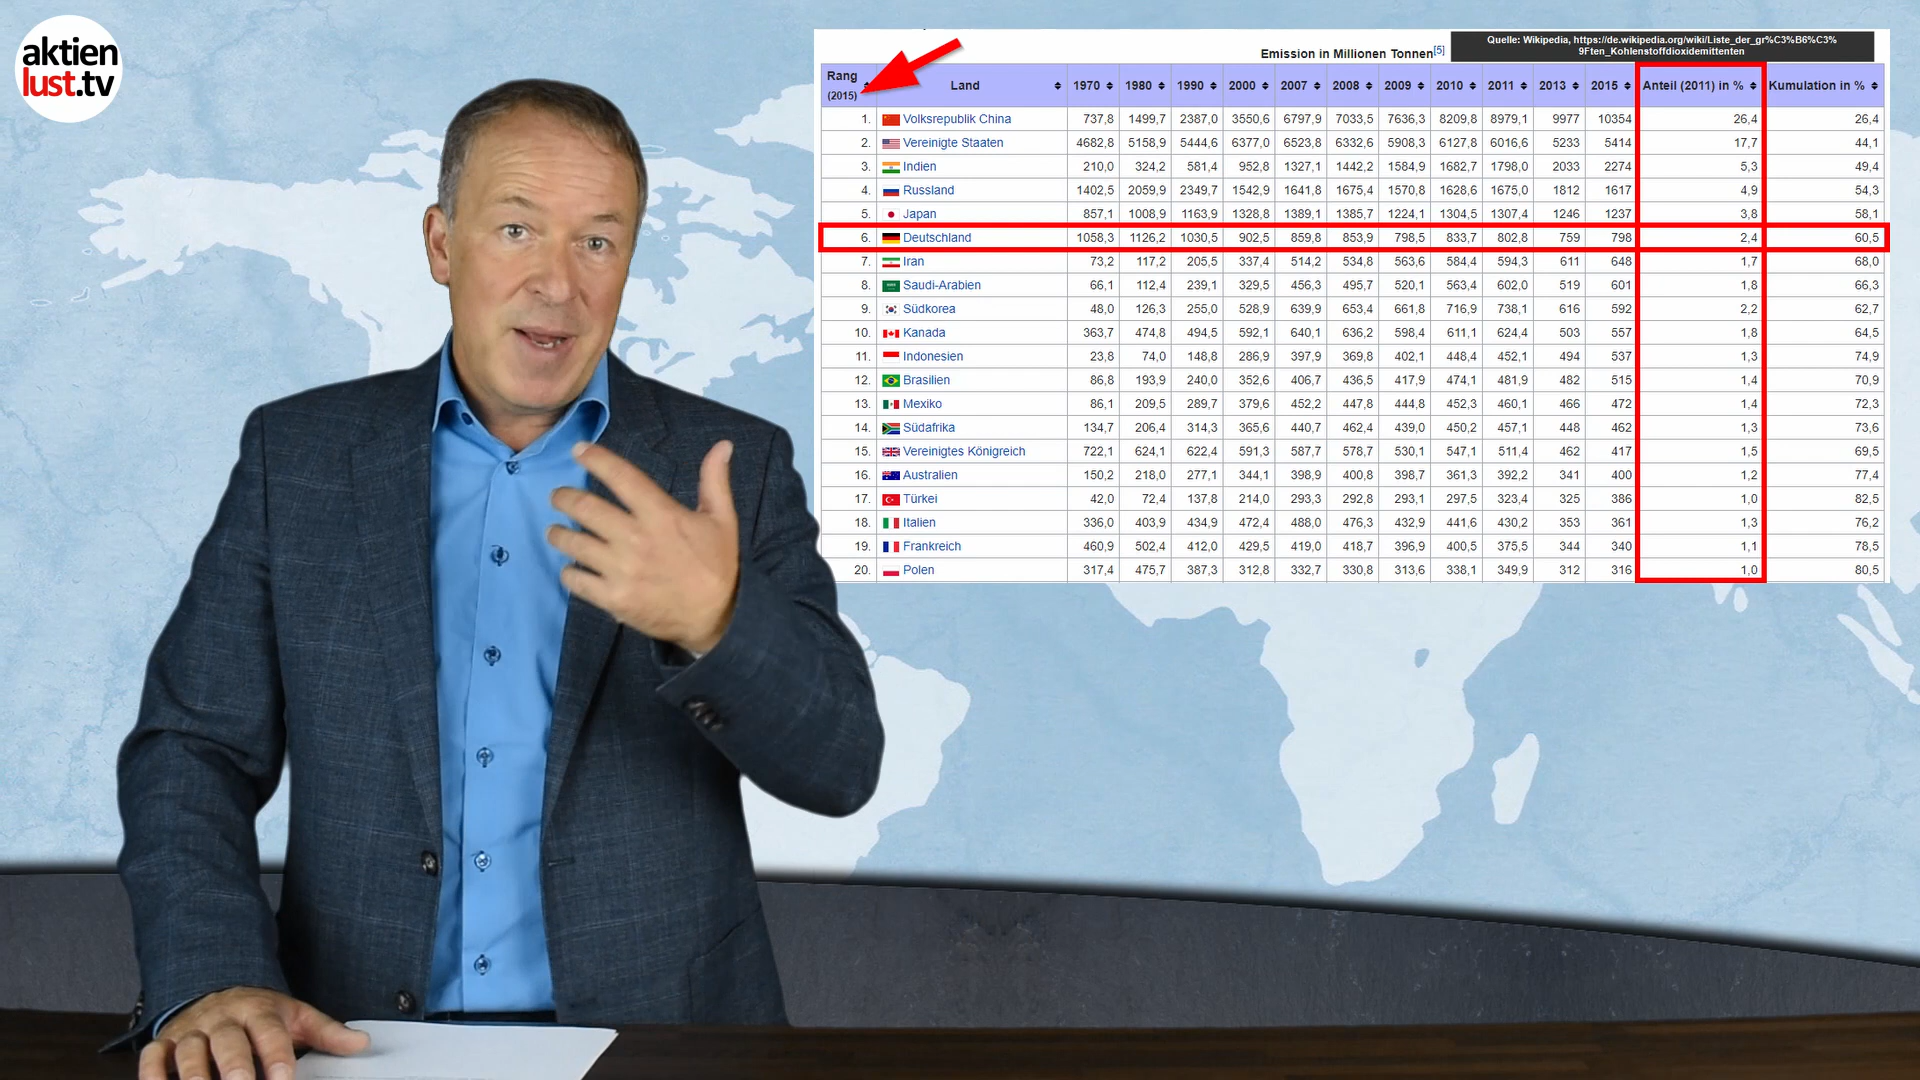 aktien
lust.tv
Quelle: Wikipedia, https://de.wikipedia.org/wiki/Liste_der_gr%C3%B6%C3%
9Ften_Kohlenstoffdioxidemittenten
Emission in Millionen Tonnen[5]
Rang (2015) Land 1970 1980 1990 2000 2007 2008 2009 2010 2011 2013 2015 Anteil (2011) in % Kumulation in %
1. Volksrepublik China 737,8 1499,7 2387,0 3550,6 6797,9 7033,5 7636,3 8209,8 8979,1 9977 10354 26,4 26,4
2. Vereinigte Staaten 4682,8 5158,9 5444,6 6377,0 6523,8 6332,6 5908,3 6127,8 6016,6 5233 5414 17,7 44,1
3. Indien 210,0 324,2 581,4 952,8 1327,1 1442,2 1584,9 1682,7 1798,0 2033 2274 5,3 49,4
4. Russland 1402,5 2059,9 2349,7 1542,9 1641,8 1675,4 1570,8 1628,6 1675,0 1812 1617 4,9 54,3
5. Japan 857,1 1008,9 1163,9 1328,8 1389,1 1385,7 1224,1 1304,5 1307,4 1246 1237 3,8 58,1
6. Deutschland 1058,3 1126,2 1030,5 902,5 859,8 853,9 798,5 833,7 802,8 759 798 2,4 60,5
7. Iran 73,2 117,2 205,5 337,4 514,2 534,8 563,6 584,4 594,3 611 648 1,7 68,0
8. Saudi-Arabien 66,1 112,4 239,1 329,5 456,3 495,7 520,1 563,4 602,0 519 601 1,8 66,3
9. Südkorea 48,0 126,3 255,0 528,9 639,9 653,4 661,8 716,9 738,1 616 592 2,2 62,7
10. Kanada 363,7 474,8 494,5 592,1 640,1 636,2 598,4 611,1 624,4 503 557 1,8 64,5
11. Indonesien 23,8 74,0 148,8 286,9 397,9 369,8 402,1 448,4 452,1 494 537 1,3 74,9
12. Brasilien 86,8 193,9 240,0 352,6 406,7 436,5 417,9 474,1 481,9 482 515 1,4 70,9
13. Mexiko 86,1 209,5 289,7 379,6 452,2 447,8 444,8 452,3 460,1 466 472 1,4 72,3
14. Südafrika 134,7 206,4 314,3 365,6 440,7 462,4 439,0 450,2 457,1 448 462 1,3 73,6
15. Vereinigtes Königreich 722,1 624,1 622,4 591,3 587,7 578,7 530,1 547,1 511,4 462 417 1,5 69,5
16. Australien 150,2 218,0 277,1 344,1 398,9 400,8 398,7 361,3 392,2 341 400 1,2 77,4
17. Türkei 42,0 72,4 137,8 214,0 293,3 292,8 293,1 297,5 323,4 325 386 1,0 82,5
18. Italien 336,0 403,9 434,9 472,4 488,0 476,3 432,9 441,6 430,2 353 361 1,3 76,2
19. Frankreich 460,9 502,4 412,0 429,5 419,0 418,7 396,9 400,5 375,5 344 340 1,1 78,5
20. Polen 317,4 475,7 387,3 312,8 332,7 330,8 313,6 338,1 349,9 312 316 1,0 80,5